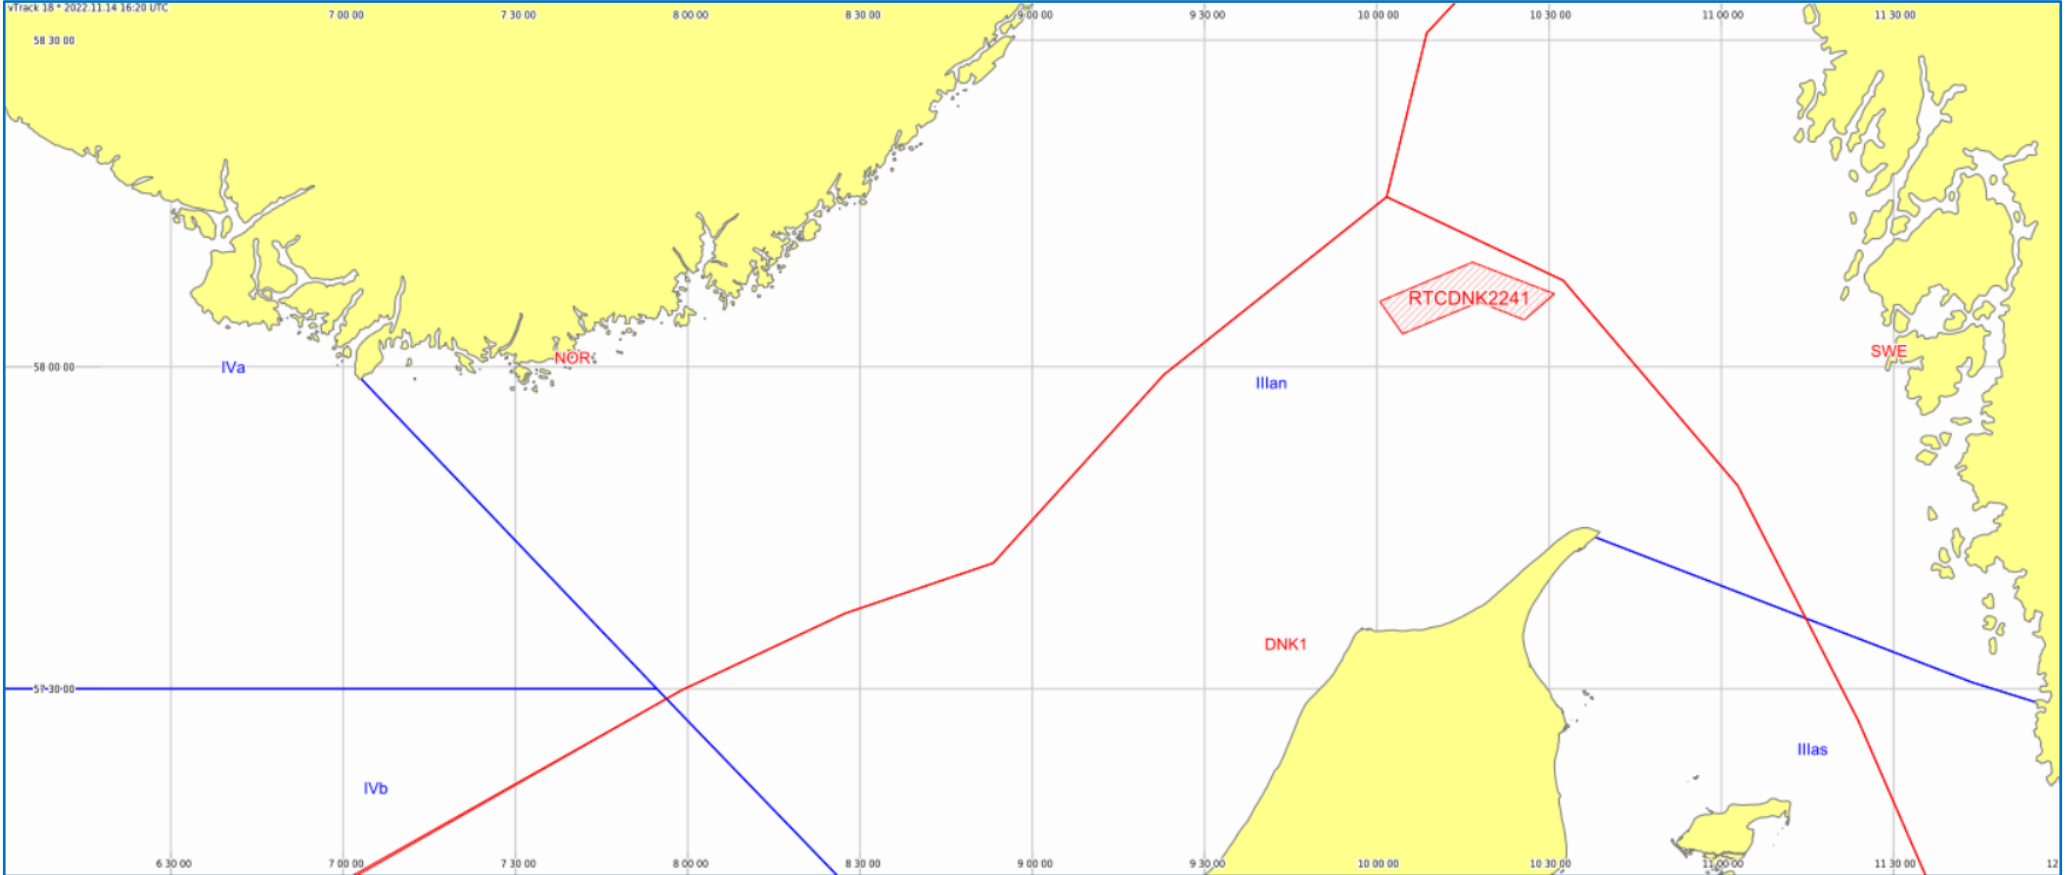 vTrack 18 * 2022.11.14 16:20 UTC
7 00 00 7 30 00 8 00 00 8 30 00 9 00 00 9 30 00 10 00 00 10 30 00 11 00 00 11 30 00
58 30 00
RTCDNK2241
SWE
NOR
58 00 00
IVa
IIIan
DNK1
57 30 00
IIIas
IVb
6 30 00 7 00 00 7 30 00 8 00 00 8 30 00 9 00 00 9 30 00 10 00 00 10 30 00 11 00 00 11 30 00 12